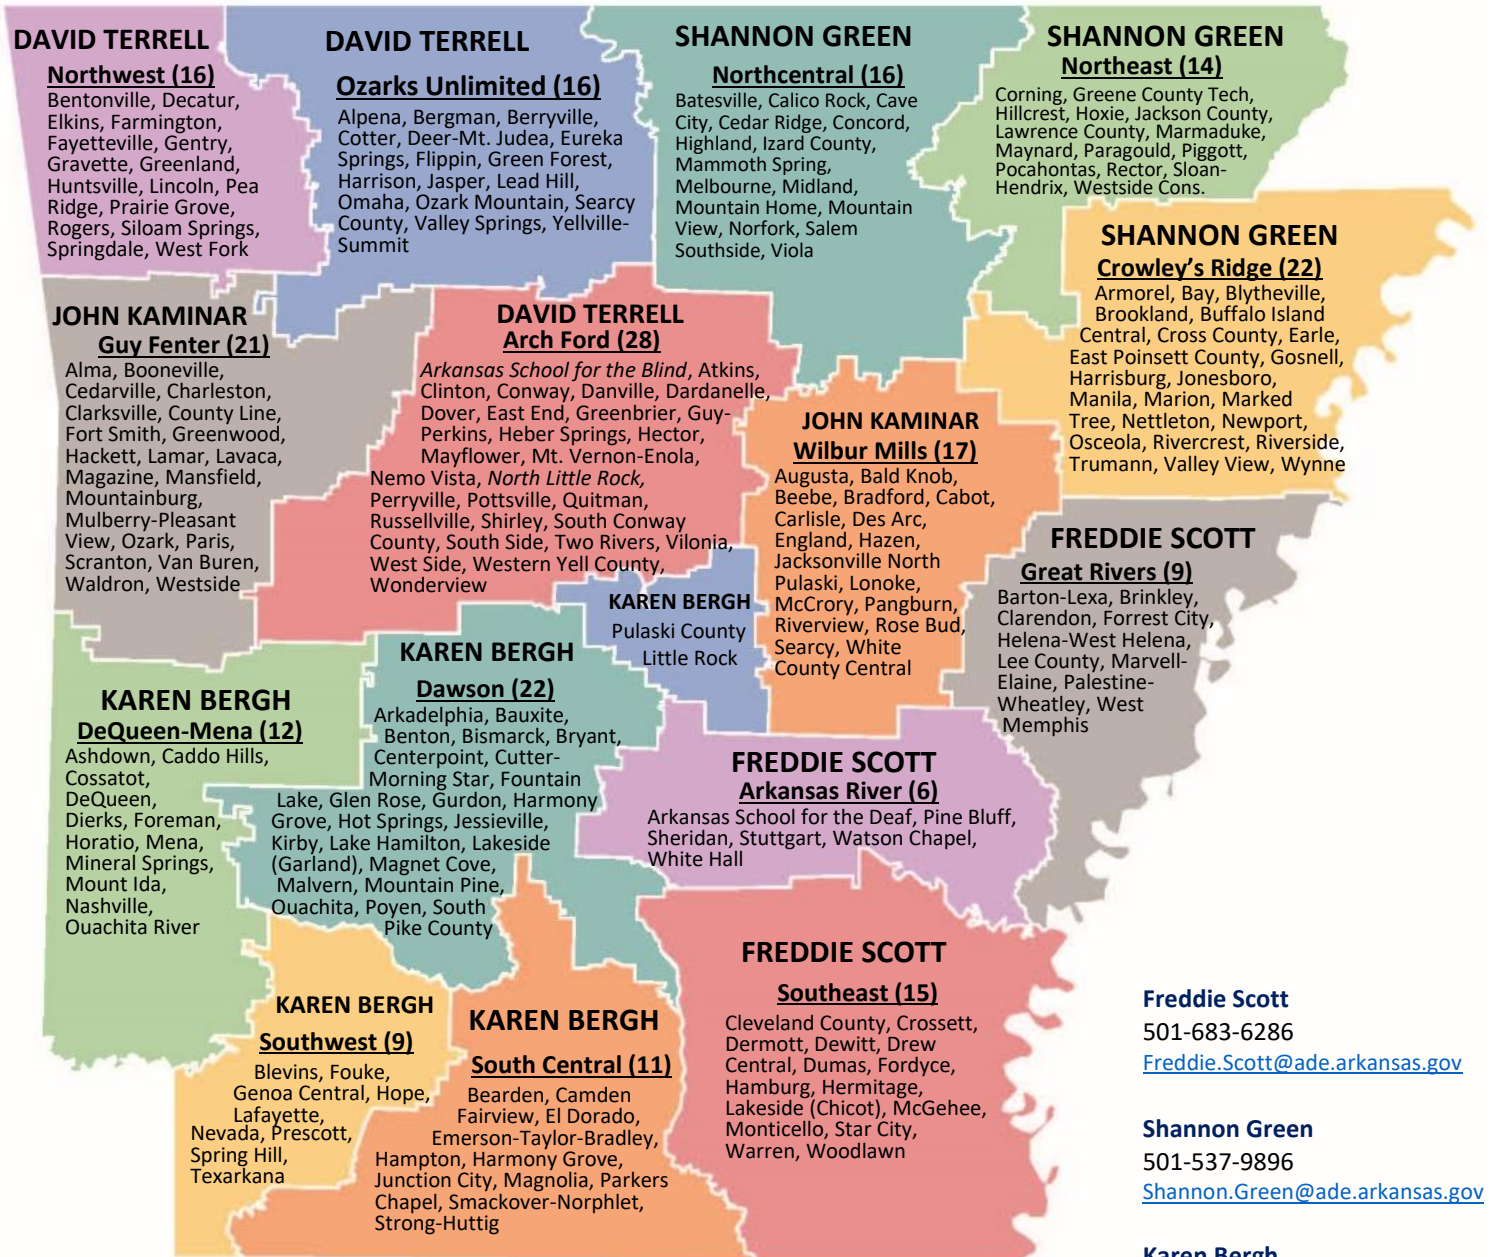 DAVID TERRELL
Northwest (16)
Bentonville, Decatur,
Elkins, Farmington,
Fayetteville, Gentry,
Gravette, Greenland,
Huntsville, Lincoln, Pea
Ridge, Prairie Grove,
Rogers, Siloam Springs,
Springdale, West Fork
DAVID TERRELL
Ozarks Unlimited (16)
Alpena, Bergman, Berryville,
Cotter, Deer-Mt. Judea, Eureka
Springs, Flippin, Green Forest,
Harrison, Jasper, Lead Hill,
Omaha, Ozark Mountain, Searcy
County, Valley Springs, Yellville-
Summit
SHANNON GREEN
Northcentral (16)
Batesville, Calico Rock, Cave
City, Cedar Ridge, Concord,
Highland, Izard County,
Mammoth Spring,
Melbourne, Midland,
Mountain Home, Mountain
View, Norfork, Salem
Southside, Viola
SHANNON GREEN
Northeast (14)
Corning, Greene County Tech,
Hillcrest, Hoxie, Jackson County,
Lawrence County, Marmaduke,
Maynard, Paragould, Piggott,
Pocahontas, Rector, Sloan-
Hendrix, Westside Cons.
SHANNON GREEN
Crowley's Ridge (22)
Armorel, Bay, Blytheville,
Brookland, Buffalo Island
Central, Cross County, Earle,
East Poinsett County, Gosnell,
Harrisburg, Jonesboro,
Manila, Marion, Marked
Tree, Nettleton, Newport,
Osceola, Rivercrest, Riverside,
Trumann, Valley View, Wynne
JOHN KAMINAR
Guy Fenter (21)
Alma, Booneville,
Cedarville, Charleston,
Clarksville, County Line,
Fort Smith, Greenwood,
Hackett, Lamar, Lavaca,
Magazine, Mansfield,
Mountainburg,
Mulberry-Pleasant
View, Ozark, Paris,
Scranton, Van Buren,
Waldron, Westside
DAVID TERRELL
Arch Ford (28)
Arkansas School for the Blind, Atkins,
Clinton, Conway, Danville, Dardanelle,
Dover, East End, Greenbrier, Guy-
Perkins, Heber Springs, Hector,
Mayflower, Mt. Vernon-Enola,
Nemo Vista, North Little Rock,
Perryville, Pottsville, Quitman,
Russellville, Shirley, South Conway
County, South Side, Two Rivers, Vilonia,
West Side, Western Yell County,
Wonderview
JOHN KAMINAR
Wilbur Mills (17)
Augusta, Bald Knob,
Beebe, Bradford, Cabot,
Carlisle, Des Arc,
England, Hazen,
Jacksonville North
Pulaski, Lonoke,
McCrory, Pangburn,
Riverview, Rose Bud,
Searcy, White
County Central
FREDDIE SCOTT
Great Rivers (9)
Barton-Lexa, Brinkley,
Clarendon, Forrest City,
Helena-West Helena,
Lee County, Marvell-
Elaine, Palestine-
Wheatley, West
Memphis
KAREN BERGH
Pulaski County
Little Rock
KAREN BERGH
DeQueen-Mena (12)
Ashdown, Caddo Hills,
Cossatot,
DeQueen,
Dierks, Foreman,
Horatio, Mena,
Mineral Springs,
Mount Ida,
Nashville,
Ouachita River
KAREN BERGH
Dawson (22)
Arkadelphia, Bauxite,
Benton, Bismarck, Bryant,
Centerpoint, Cutter-
Morning Star, Fountain
Lake, Glen Rose, Gurdon, Harmony
Grove, Hot Springs, Jessieville,
Kirby, Lake Hamilton, Lakeside
(Garland), Magnet Cove,
Malvern, Mountain Pine,
Ouachita, Poyen, South
Pike County
FREDDIE SCOTT
Arkansas River (6)
Arkansas School for the Deaf, Pine Bluff,
Sheridan, Stuttgart, Watson Chapel,
White Hall
KAREN BERGH
Southwest (9)
Blevins, Fouke,
Genoa Central, Hope,
Lafayette,
Nevada, Prescott,
Spring Hill,
Texarkana
KAREN BERGH
South Central (11)
Bearden, Camden
Fairview, El Dorado,
Emerson-Taylor-Bradley,
Hampton, Harmony Grove,
Junction City, Magnolia, Parkers
Chapel, Smackover-Norphlet,
Strong-Huttig
FREDDIE SCOTT
Southeast (15)
Cleveland County, Crossett,
Dermott, Dewitt, Drew
Central, Dumas, Fordyce,
Hamburg, Hermitage,
Lakeside (Chicot), McGehee,
Monticello, Star City,
Warren, Woodlawn
Freddie Scott
501-683-6286
Freddie.Scott@ade.arkansas.gov
Shannon Green
501-537-9896
Shannon.Green@ade.arkansas.gov
Karen Bergh